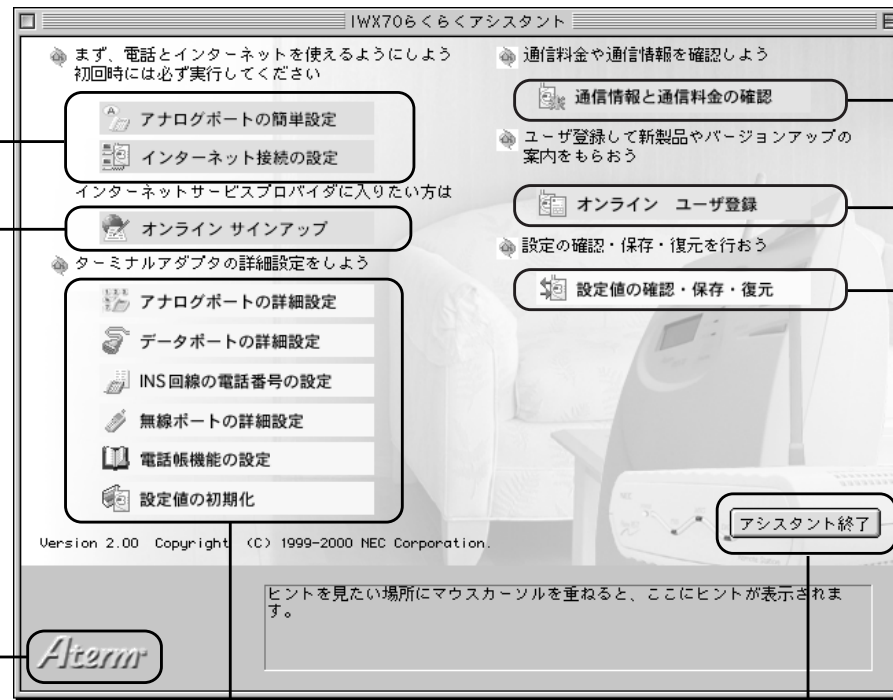 IWX70らくらくアシスタント
まず、電話とインターネットを使えるようにしよう
初回時には必ず実行してください
アナログポートの簡単設定
インターネット接続の設定
インターネットサービスプロバイダに入りたい方は
オンライン サインアップ
ターミナルアダプタの詳細設定をしよう
アナログポートの詳細設定
データポートの詳細設定
INS回線の電話番号の設定
無線ポートの詳細設定
電話帳機能の設定
設定値の初期化
通信料金や通信情報を確認しよう
通信情報と通信料金の確認
ユーザ登録して新製品やバージョンアップの
案内をもらおう
オンライン ユーザ登録
設定の確認・保存・復元を行おう
設定値の確認・保存・復元
アシスタント終了
Version 2.00 Copyright (C) 1999-2000 NEC Corporation.
ヒントを見たい場所にマウスカーソルを重ねると、ここにヒントが表示されま
す。
Aterm